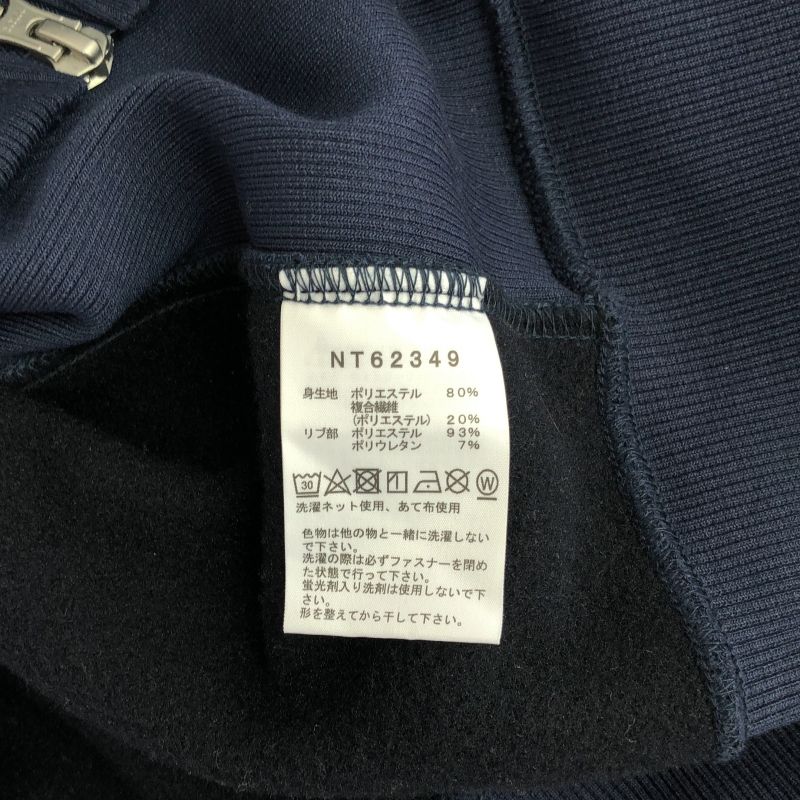 NT62349
身生地 ポリエステル 80%
複合繊維
(ポリエステル) 20%
リブ部 ポリエステル 93%
ポリウレタン 7%
30 W
洗濯ネット使用、あて布使用
色物は他の物と一緒に洗濯しない
で下さい。
洗濯の際は必ずファスナーを閉め
た状態で行って下さい。
蛍光剤入り洗剤は使用しないで下
さい。
形を整えてから干して下さい。